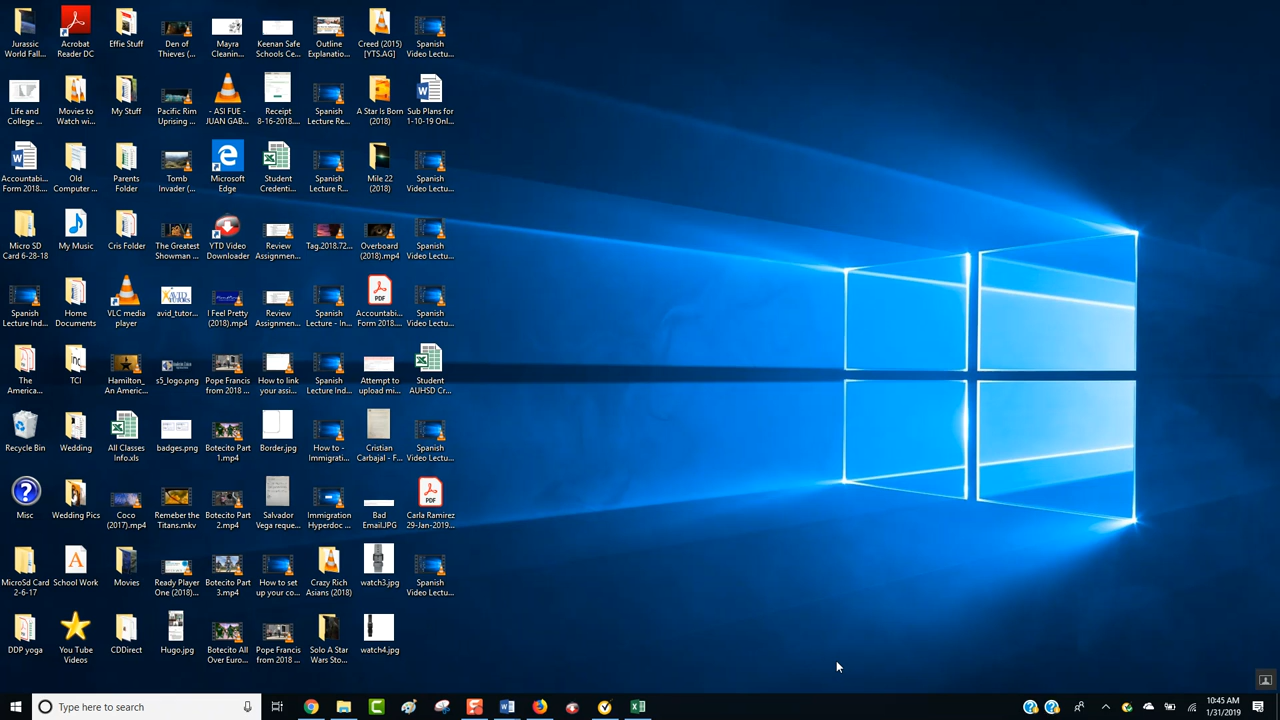 Jurassic World Fall...
Acrobat Reader DC
Effie Stuff
Den of Thieves (...
Mayra Cleanin...
Keenan Safe Schools Ce...
Outline Explanatio...
Creed (2015) [YTS.AG]
Spanish Video Lectu...
Life and College ...
Movies to Watch wi...
My Stuff
Pacific Rim Uprising ...
- ASI FUE - JUAN GAB...
Receipt 8-16-2018....
Spanish Lecture Re...
A Star Is Born (2018)
Sub Plans for 1-10-19 Onl...
Accountabi... Form 2018....
Old Computer ...
Parents Folder
Tomb Invader (...
Microsoft Edge
Student Credenti...
Spanish Lecture R...
Mile 22 (2018)
Spanish Video Lectu...
Micro SD Card 6-28-18
My Music
Cris Folder
The Greatest Showman ...
YTD Video Downloader
Review Assignmen...
Tag.2018.72...
Overboard (2018).mp4
Spanish Video Lectu...
Spanish Lecture Ind...
Home Documents
VLC media player
avid_tutor...
I Feel Pretty (2018).mp4
Review Assignmen...
Spanish Lecture - In...
Accountabi... Form 2018....
Spanish Video Lectu...
The America...
TCI
Hamilton_ An Americ...
s5_logo.png
Pope Francis from 2018 ...
How to link your assi...
Spanish Lecture Ind...
Attempt to upload mi...
Student AUHSD Cr...
Recycle Bin
Wedding
All Classes Info.xls
badges.png
Botecito Part 1.mp4
Border.jpg
How to - Immigrati...
Cristian Carbajal - F...
Spanish Video Lectu...
Misc
Wedding Pics
Coco (2017).mp4
Remeber the Titans.mkv
Botecito Part 2.mp4
Salvador Vega reque...
Immigration Hyperdoc ...
Bad Email.JPG
Carla Ramirez 29-Jan-2019...
MicroSd Card 2-6-17
School Work
Movies
Ready Player One (2018)...
Botecito Part 3.mp4
How to set up your co...
Crazy Rich Asians (2018)
watch3.jpg
Spanish Video Lectu...
DDP yoga
You Tube Videos
CDDirect
Hugo.jpg
Botecito All Over Euro...
Pope Francis from 2018 ...
Solo A Star Wars Sto...
watch4.jpg
Type here to search
10:45 AM
1/31/2019